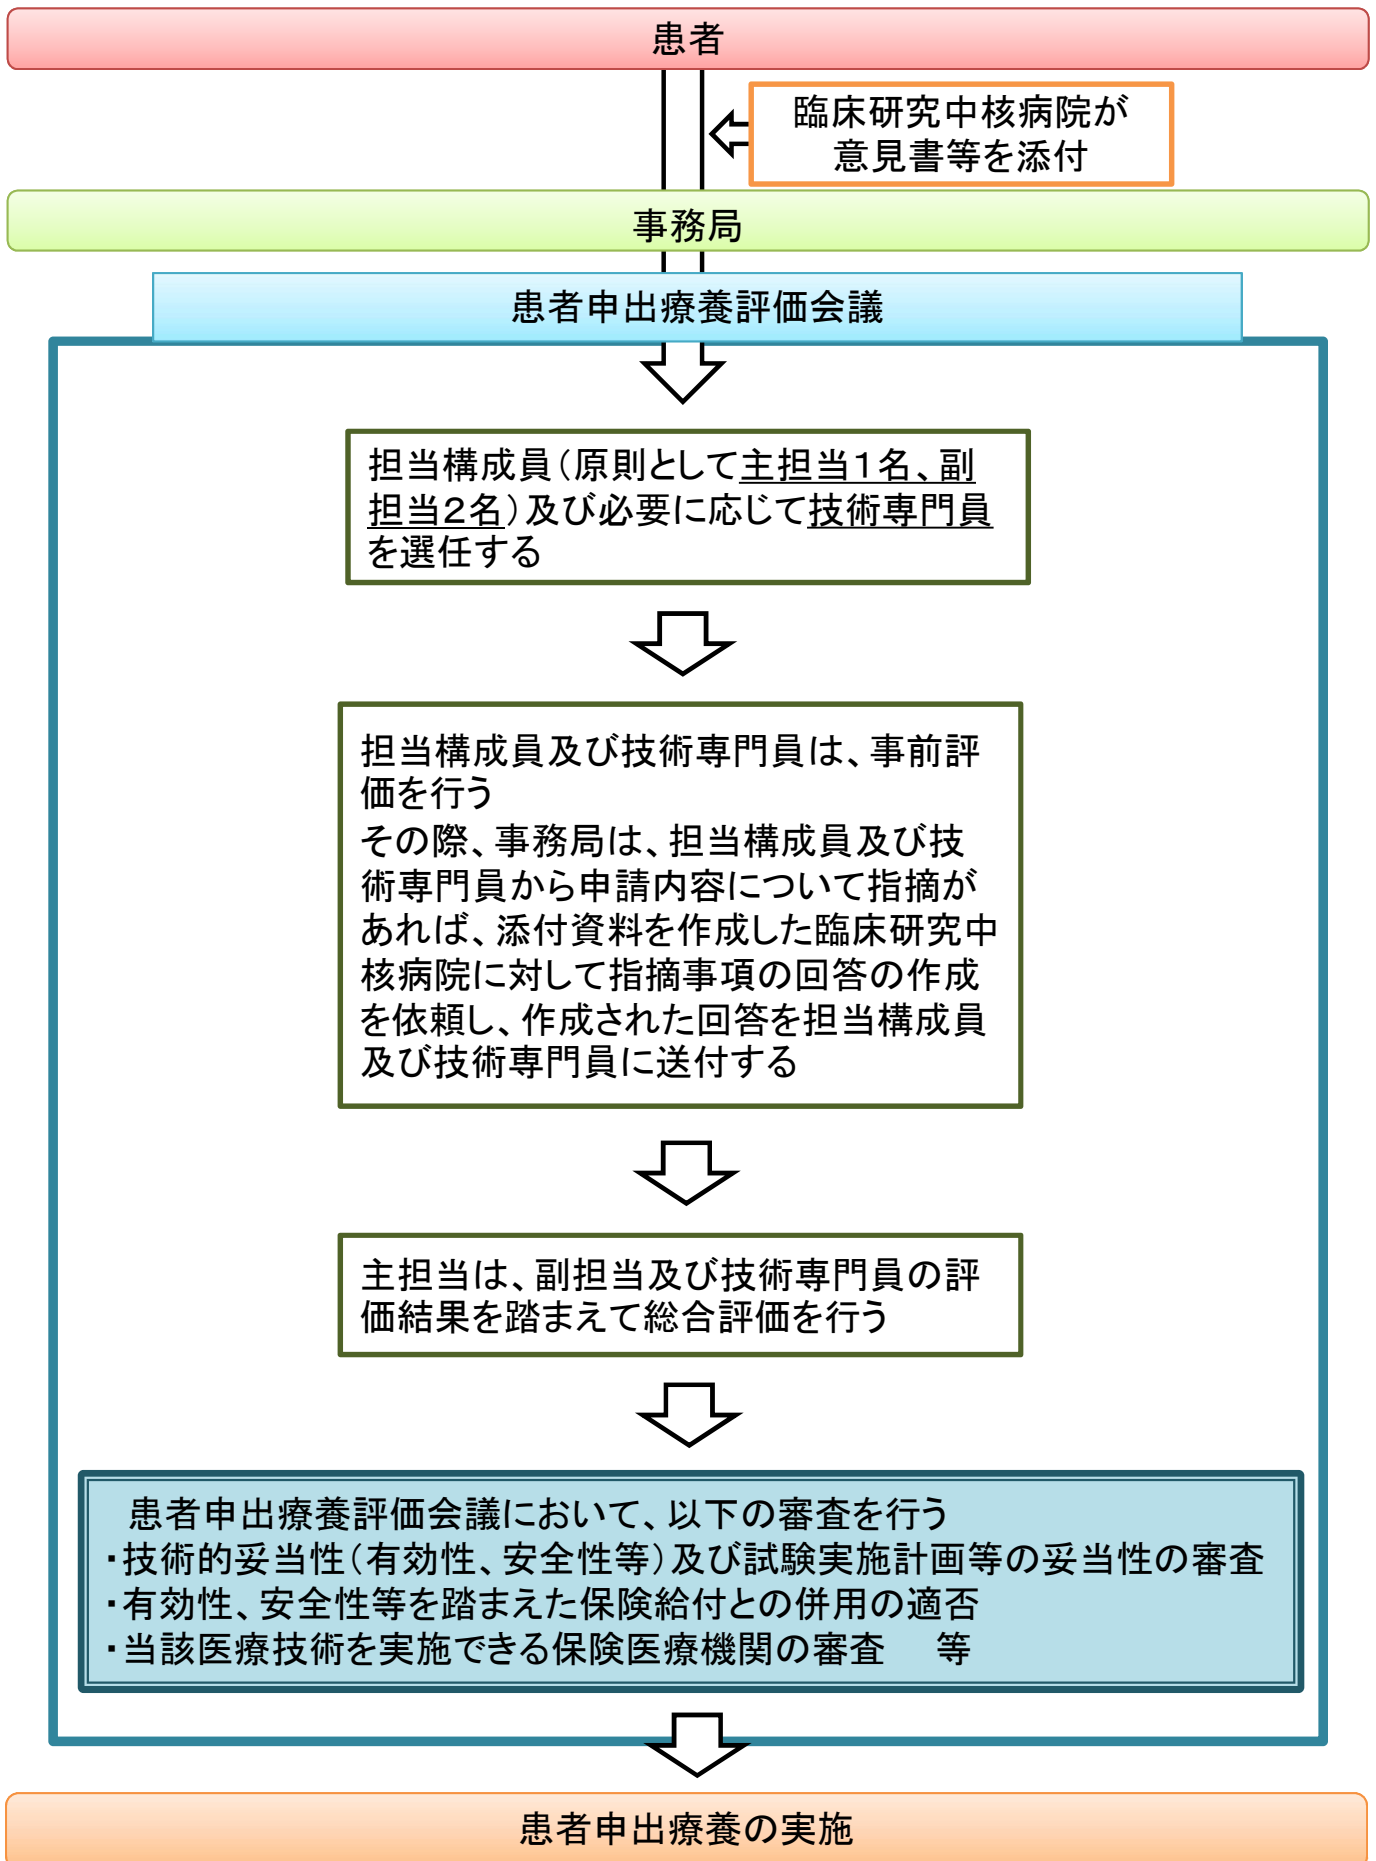 患者
臨床研究中核病院が
意見書等を添付
事務局
患者申出療養評価会議
担当構成員（原則として主担当１名、副
担当２名）及び必要に応じて技術専門員
を選任する
担当構成員及び技術専門員は、事前評
価を行う
その際、事務局は、担当構成員及び技
術専門員から申請内容について指摘が
あれば、添付資料を作成した臨床研究中
核病院に対して指摘事項の回答の作成
を依頼し、作成された回答を担当構成員
及び技術専門員に送付する
主担当は、副担当及び技術専門員の評
価結果を踏まえて総合評価を行う
患者申出療養評価会議において、以下の審査を行う
・技術的妥当性（有効性、安全性等）及び試験実施計画等の妥当性の審査
・有効性、安全性等を踏まえた保険給付との併用の適否
・当該医療技術を実施できる保険医療機関の審査　等
患者申出療養の実施